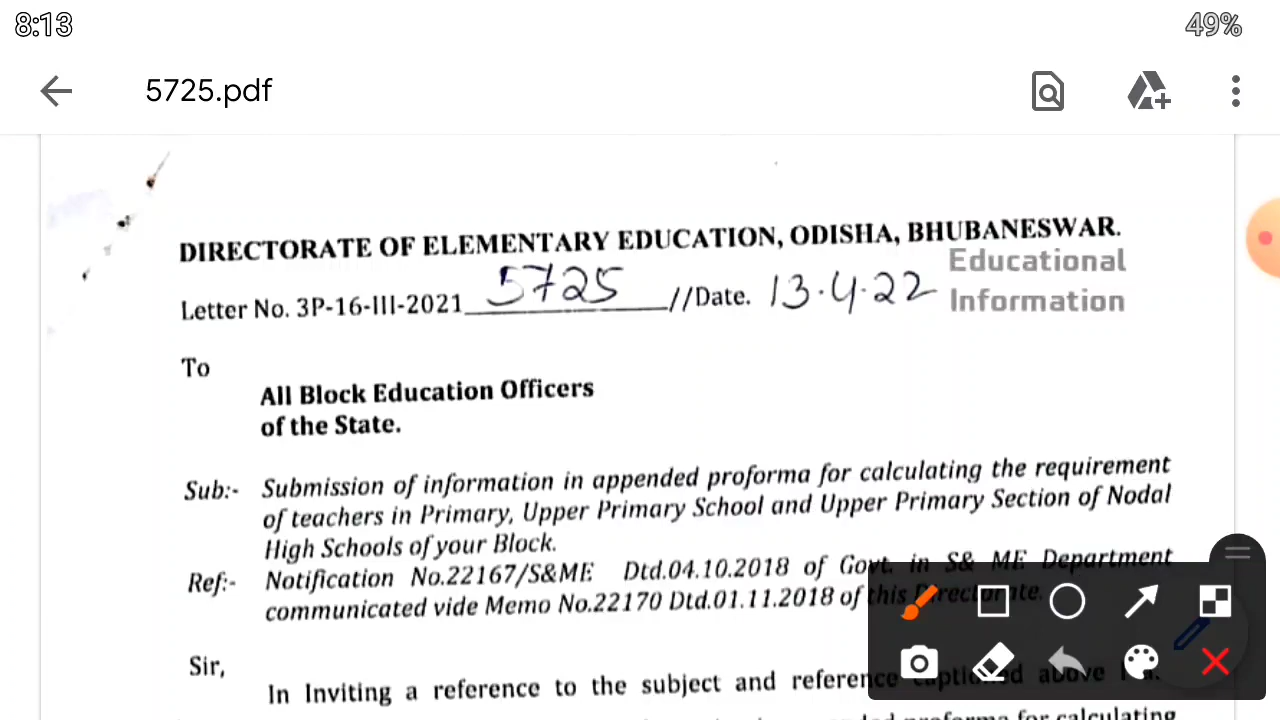 8:13
49%
5725.pdf
DIRECTORATE OF ELEMENTARY EDUCATION, ODISHA, BHUBANESWAR.
Educational
Information
Letter No. 3P-16-III-2021 5725 //Date. 13.4.22
To
All Block Education Officers
of the State.
Sub:- Submission of information in appended proforma for calculating the requirement
of teachers in Primary, Upper Primary School and Upper Primary Section of Nodal
High Schools of your Block.
Ref:- Notification No.22167/S&ME Dtd.04.10.2018 of Govt. in S& ME Department
communicated vide Memo No.22170 Dtd.01.11.2018 of this Directorate.
Sir,
In Inviting a reference to the subject and reference captioned above
proforma for calculating